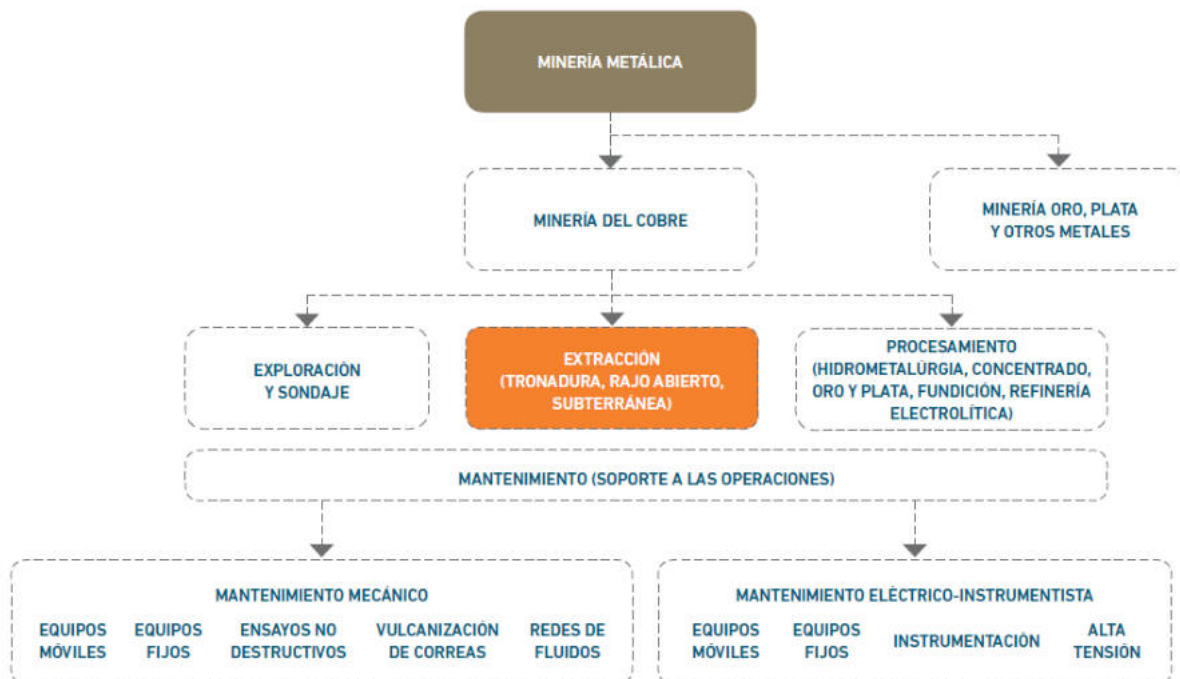 MINERÍA METÁLICA
MINERÍA DEL COBRE
MINERÍA ORO, PLATA
Y OTROS METALES
EXPLORACIÓN
Y SONDAJE
EXTRACCIÓN
(TRONADURA, RAJO ABIERTO,
SUBTERRÁNEA)
PROCESAMIENTO
(HIDROMETALÚRGIA, CONCENTRADO,
ORO Y PLATA, FUNDICIÓN, REFINERÍA
ELECTROLÍTICA)
MANTENIMIENTO (SOPORTE A LAS OPERACIONES)
MANTENIMIENTO MECÁNICO
EQUIPOS
MÓVILES
EQUIPOS
FIJOS
ENSAYOS NO
DESTRUCTIVOS
VULCANIZACIÓN
DE CORREAS
REDES DE
FLUIDOS
MANTENIMIENTO ELÉCTRICO-INSTRUMENTISTA
EQUIPOS
MÓVILES
EQUIPOS
FIJOS
INSTRUMENTACIÓN
ALTA
TENSIÓN